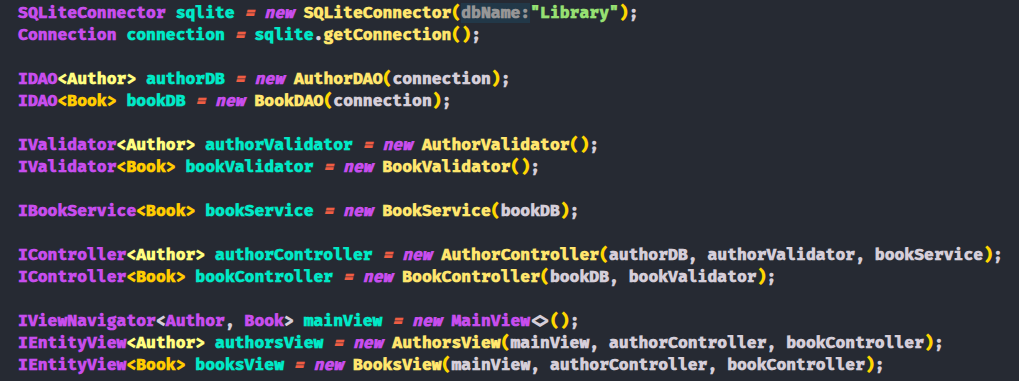 SQLiteConnector sqlite = new SQLiteConnector(dbName:"Library");
Connection connection = sqlite.getConnection();
IDAO<Author> authorDB = new AuthorDAO(connection);
IDAO<Book> bookDB = new BookDAO(connection);
IValidator<Author> authorValidator = new AuthorValidator();
IValidator<Book> bookValidator = new BookValidator();
IBookService<Book> bookService = new BookService(bookDB);
IController<Author> authorController = new AuthorController(authorDB, authorValidator, bookService);
IController<Book> bookController = new BookController(bookDB, bookValidator);
IViewNavigator<Author, Book> mainView = new MainView<>();
IEntityView<Author> authorsView = new AuthorsView(mainView, authorController, bookController);
IEntityView<Book> booksView = new BooksView(mainView, authorController, bookController);